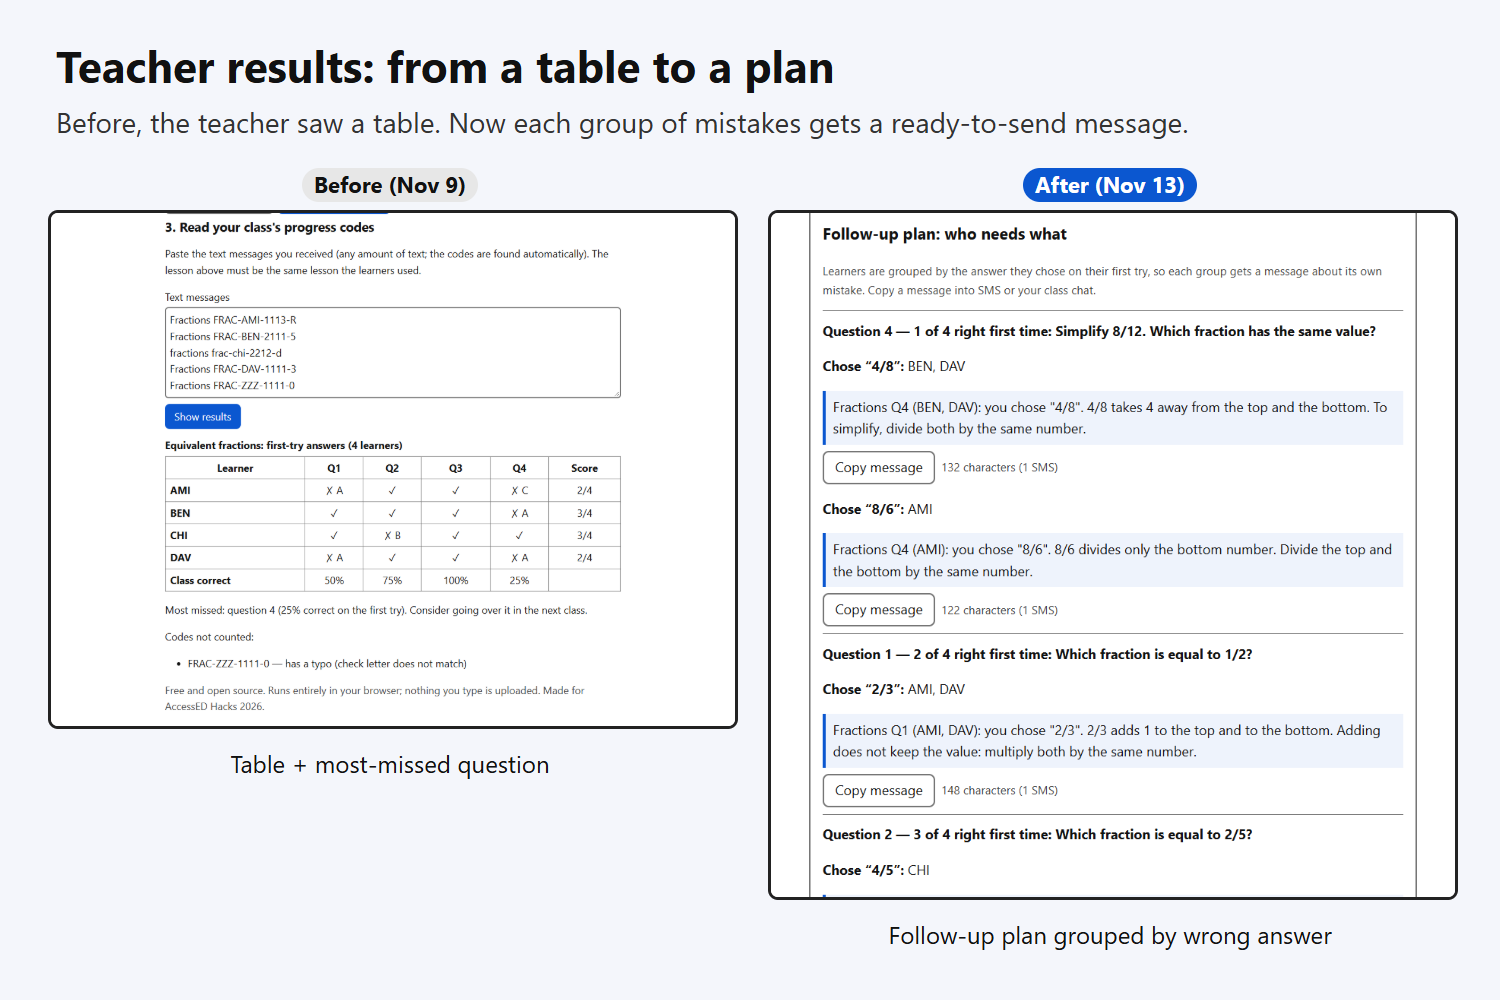 Teacher results: from a table to a plan
Before, the teacher saw a table. Now each group of mistakes gets a ready-to-send message.
Before (Nov 9)
3. Read your class's progress codes
Paste the text messages you received (any amount of text; the codes are found automatically). The
lesson above must be the same lesson the learners used.
Text messages
Fractions FRAC-AMI-1113-R
Fractions FRAC-BEN-2111-5
fractions frac-chi-2212-d
Fractions FRAC-DAV-1111-3
Fractions FRAC-ZZZ-1111-0
Show results
Equivalent fractions: first-try answers (4 learners)
Learner Q1 Q2 Q3 Q4 Score
AMI ✗ A ✓ ✓ ✗ C 2/4
BEN ✓ ✓ ✓ ✗ A 3/4
CHI ✓ ✗ B ✓ ✓ 3/4
DAV ✗ A ✓ ✓ ✗ A 2/4
Class correct 50% 75% 100% 25%
Most missed: question 4 (25% correct on the first try). Consider going over it in the next class.
Codes not counted:
• FRAC-ZZZ-1111-0 — has a typo (check letter does not match)
Free and open source. Runs entirely in your browser; nothing you type is uploaded. Made for
AccessED Hacks 2026.
Table + most-missed question
After (Nov 13)
Follow-up plan: who needs what
Learners are grouped by the answer they chose on their first try, so each group gets a message about its own
mistake. Copy a message into SMS or your class chat.
Question 4 — 1 of 4 right first time: Simplify 8/12. Which fraction has the same value?
Chose “4/8”: BEN, DAV
Fractions Q4 (BEN, DAV): you chose "4/8". 4/8 takes 4 away from the top and the bottom. To
simplify, divide both by the same number.
Copy message 132 characters (1 SMS)
Chose “8/6”: AMI
Fractions Q4 (AMI): you chose "8/6". 8/6 divides only the bottom number. Divide the top and
the bottom by the same number.
Copy message 122 characters (1 SMS)
Question 1 — 2 of 4 right first time: Which fraction is equal to 1/2?
Chose “2/3”: AMI, DAV
Fractions Q1 (AMI, DAV): you chose "2/3". 2/3 adds 1 to the top and to the bottom. Adding
does not keep the value: multiply both by the same number.
Copy message 148 characters (1 SMS)
Question 2 — 3 of 4 right first time: Which fraction is equal to 2/5?
Chose “4/5”: CHI
Follow-up plan grouped by wrong answer